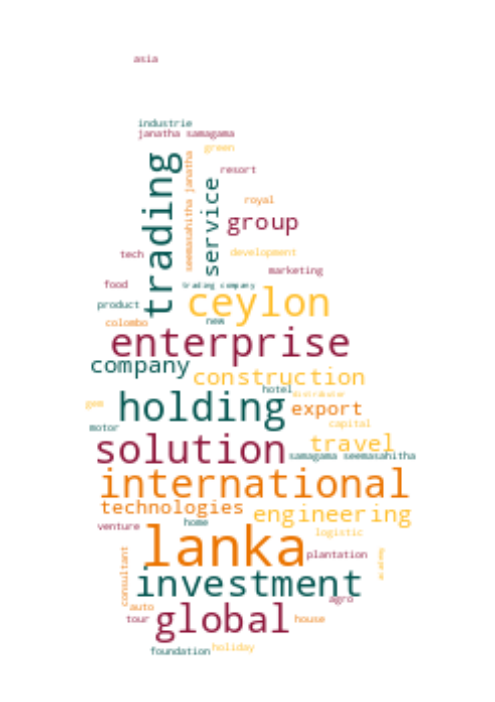 asia
industrie
janatha samagama
green
trading
seemasahitha janatha
resort
service
royal
group
tech
development
marketing
food
trading company
product
ceylon
colombo
new
enterprise
company
construction
hotel
distributor
gem
holding
export
motor
capital
travel
solution
samagama seemasahitha
international
technologies
engineering
venture
home
logistic
lanka
plantation
consultant
investment
agro
auto
global
tour
house
foundation
holiday